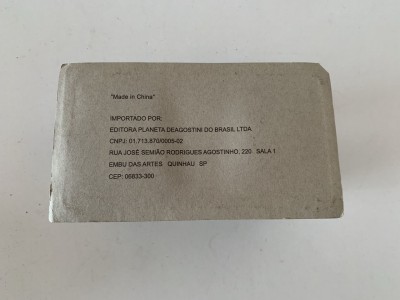 "Made in China"
IMPORTADO POR:
EDITORA PLANETA DEAGOSTINI DO BRASIL LTDA
CNPJ: 01.713.870/0005-02
RUA JOSÉ SEMIÃO RODRIGUES AGOSTINHO, 220 SALA 1
EMBU DAS ARTES QUINHAU SP
CEP: 06833-300